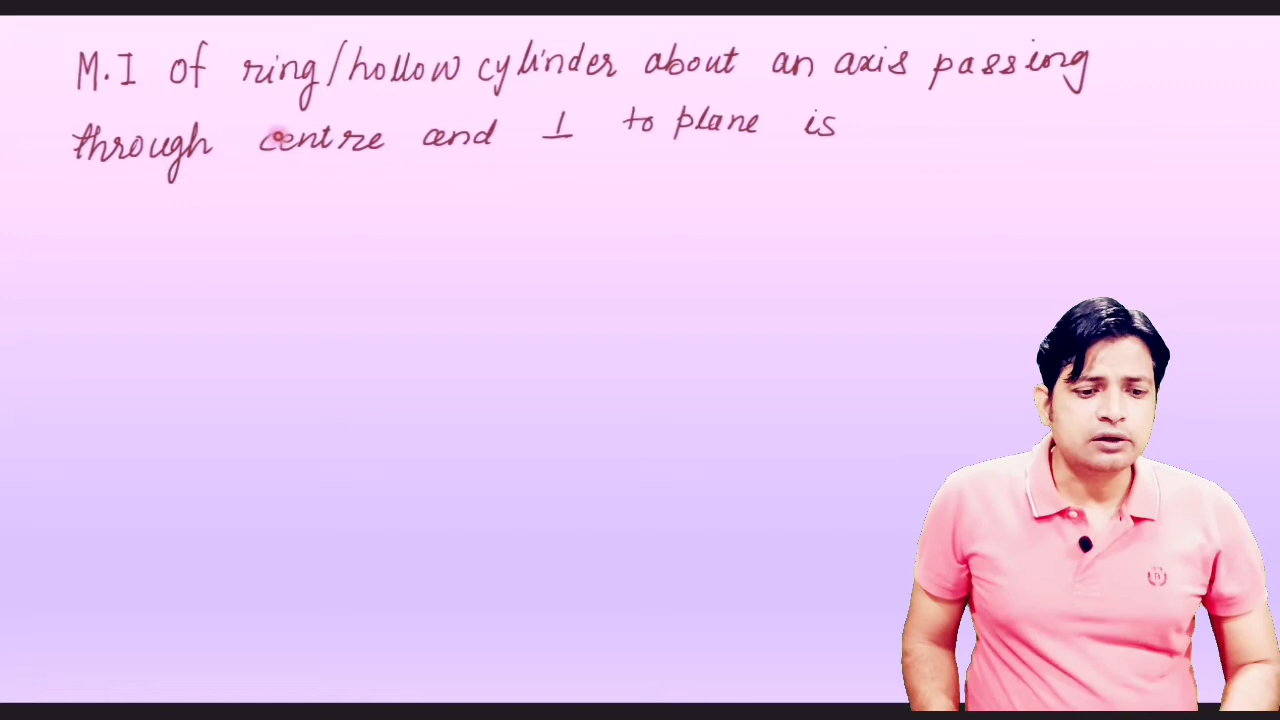 M.I of ring/hollow cylinder about an axis passing
through centre and ⊥ to plane is